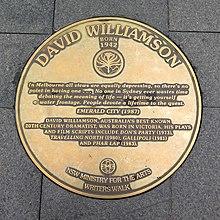 DAVID WILLIAMSON
BORN
1942
In Melbourne all views are equally depressing, so there's no
point in having one. No one in Sydney ever wastes time
debating the meaning of life — it's getting yourself
a water frontage. People devote a lifetime to the quest.
EMERALD CITY (1987)
DAVID WILLIAMSON, AUSTRALIA'S BEST KNOWN
20TH CENTURY DRAMATIST, WAS BORN IN VICTORIA. HIS PLAYS
AND FILM SCRIPTS INCLUDE DON'S PARTY (1973),
TRAVELLING NORTH (1980), GALLIPOLI (1981)
AND PHAR LAP (1983).
NSW MINISTRY FOR THE ARTS
WRITERS WALK